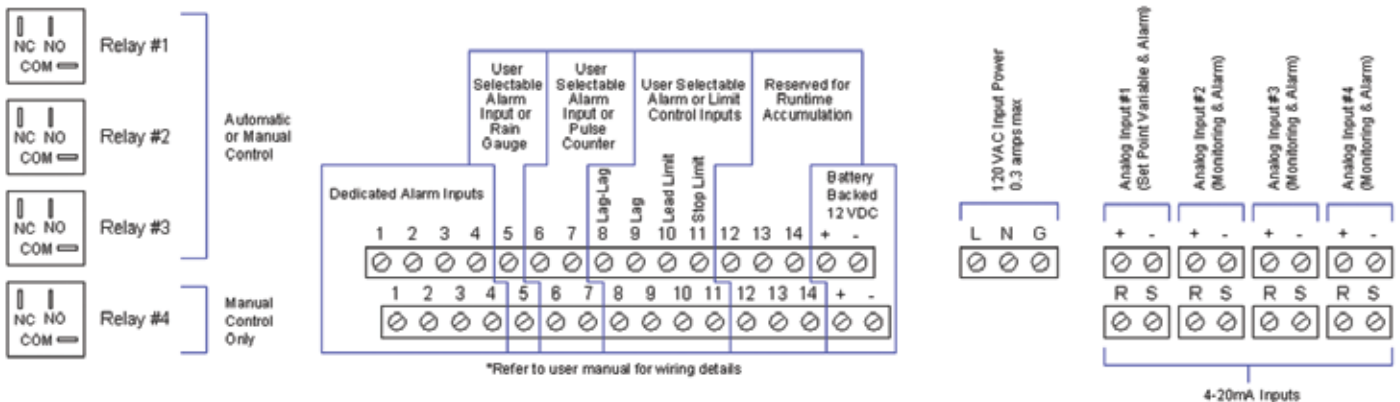 NC NO
COM
Relay #1
NC NO
COM
Relay #2
NC NO
COM
Relay #3
NC NO
COM
Relay #4
Automatic
or Manual
Control
Manual
Control
Only
User
Selectable
Alarm
Input or
Rain
Gauge
User
Selectable
Alarm
Input or
Pulse
Counter
User Selectable
Alarm or Limit
Control Inputs
Reserved for
Runtime
Accumulation
Dedicated Alarm Inputs
Lag-Lag
Lag
Lead Limit
Stop Limit
Battery
Backed
12 VDC
1 2 3 4 5 6 7 8 9 10 11 12 13 14 + -
1 2 3 4 5 6 7 8 9 10 11 12 13 14 + -
*Refer to user manual for wiring details
120 VAC Input Power
0.3 amps max
L N G
Analog Input #1
(Set Point Variable & Alarm)
Analog Input #2
(Monitoring & Alarm)
Analog Input #3
(Monitoring & Alarm)
Analog Input #4
(Monitoring & Alarm)
+ - + - + - + -
R S R S R S R S
4-20mA Inputs